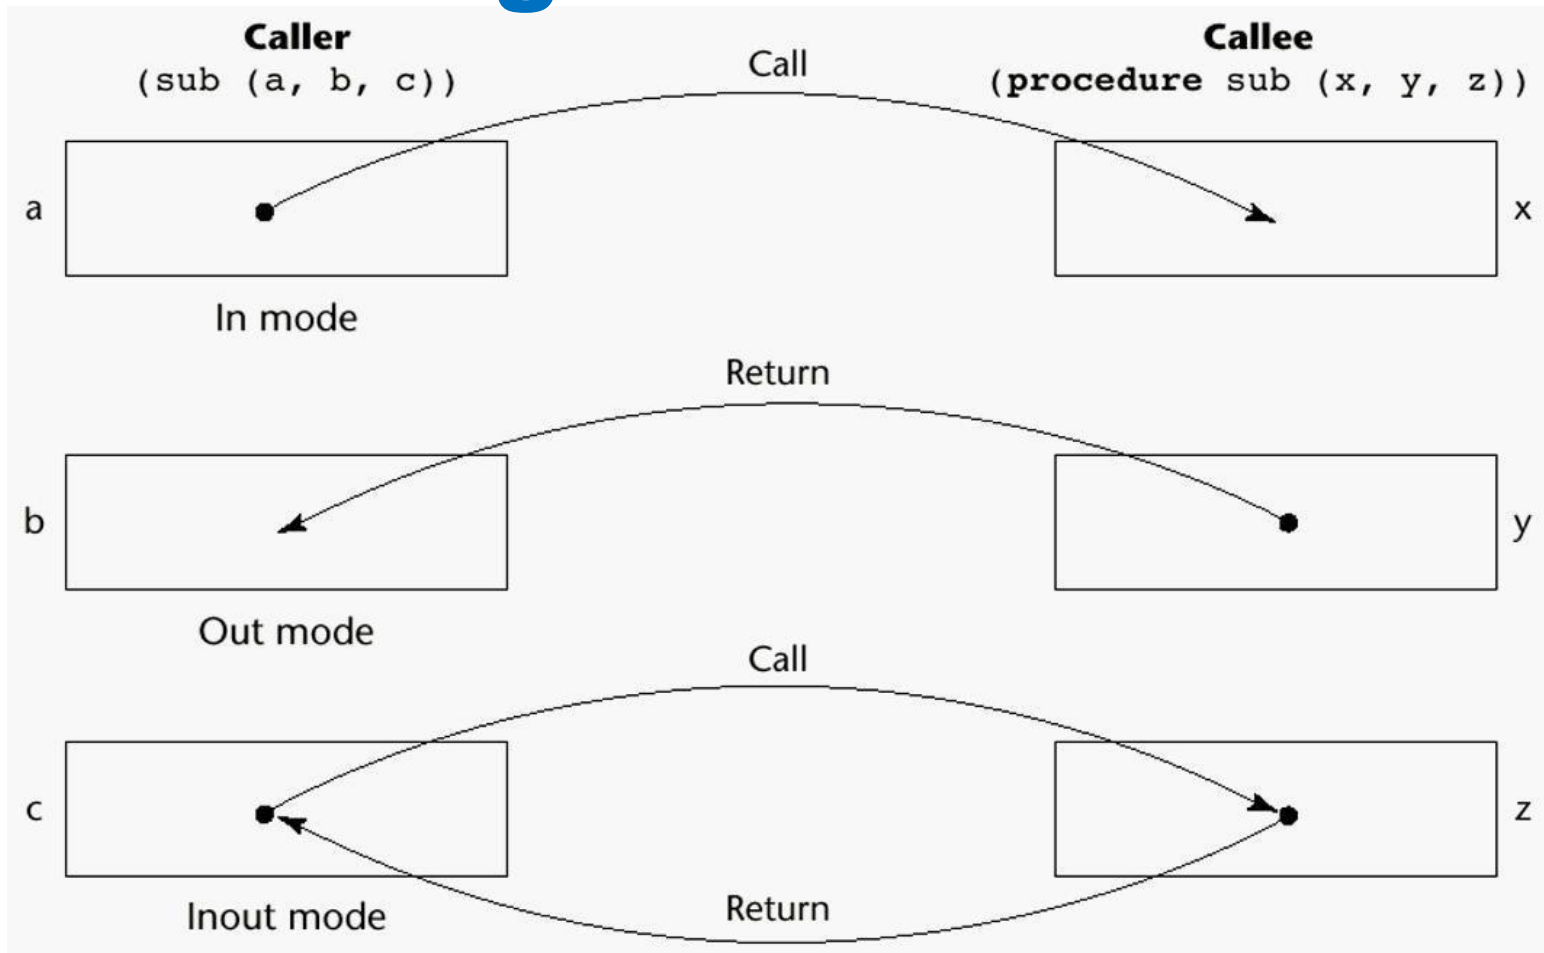 Caller
(sub (a, b, c))
Call
Callee
(procedure sub (x, y, z))
a
x
In mode
Return
b
y
Out mode
Call
c
z
Inout mode
Return